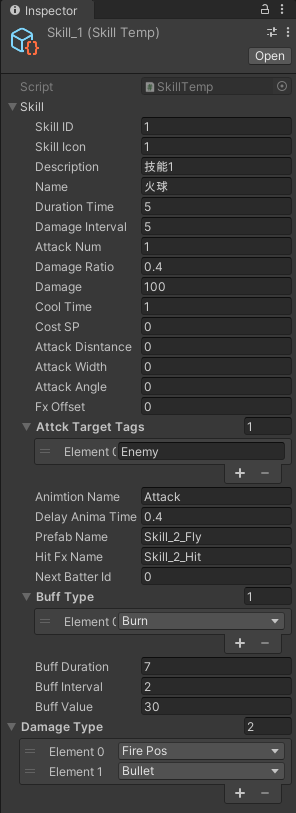 Inspector
Skill_1 (Skill Temp)
Open
Script SkillTemp
Skill
Skill ID 1
Skill Icon 1
Description 技能1
Name 火球
Duration Time 5
Damage Interval 5
Attack Num 1
Damage Ratio 0.4
Damage 100
Cool Time 1
Cost SP 0
Attack Disntance 0
Attack Width 0
Attack Angle 0
Fx Offset 0
Attck Target Tags 1
Element 0 Enemy
+ −
Animtion Name Attack
Delay Anima Time 0.4
Prefab Name Skill_2_Fly
Hit Fx Name Skill_2_Hit
Next Batter Id 0
Buff Type 1
Element 0 Burn
+ −
Buff Duration 7
Buff Interval 2
Buff Value 30
Damage Type 2
Element 0 Fire Pos
Element 1 Bullet
+ −